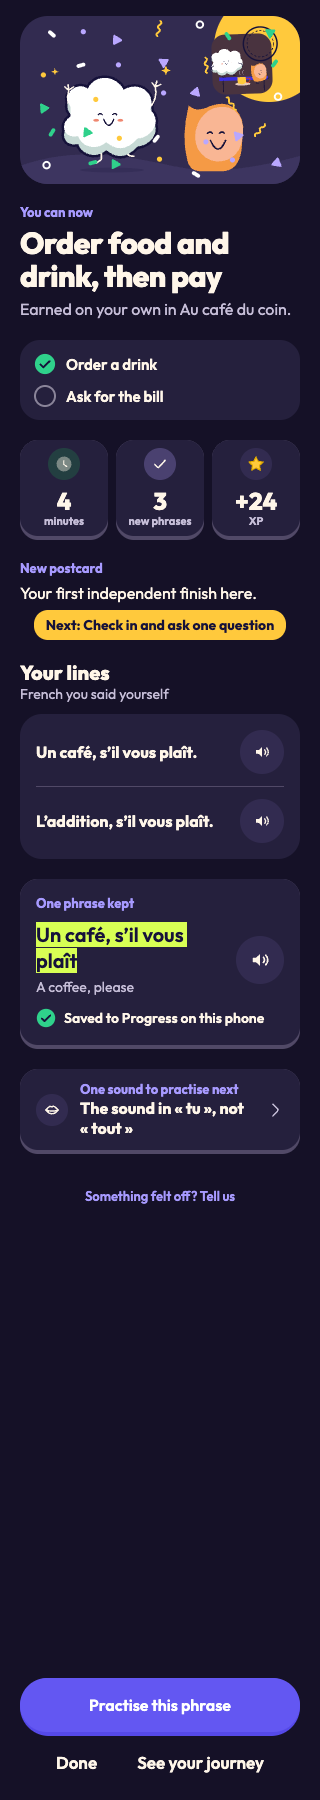 You can now
Order food and
drink, then pay
Earned on your own in Au café du coin.
Order a drink
Ask for the bill
4
minutes
3
new phrases
+24
XP
New postcard
Your first independent finish here.
Next: Check in and ask one question
Your lines
French you said yourself
Un café, s’il vous plaît.
L’addition, s’il vous plaît.
One phrase kept
Un café, s’il vous
plaît
A coffee, please
Saved to Progress on this phone
One sound to practise next
The sound in « tu », not
« tout »
Something felt off? Tell us
Practise this phrase
Done
See your journey